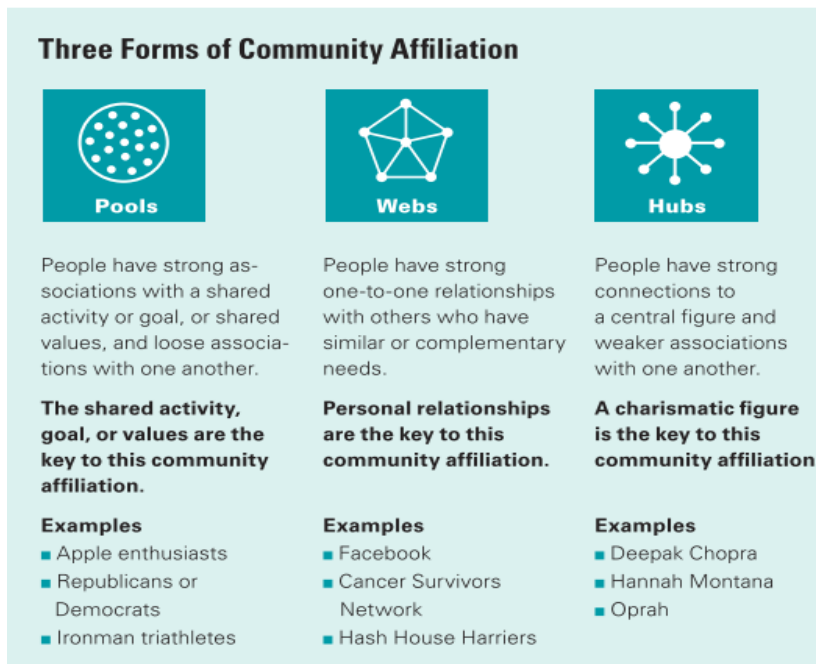 Three Forms of Community Affiliation
Pools
People have strong as-
sociations with a shared
activity or goal, or shared
values, and loose associa-
tions with one another.
The shared activity,
goal, or values are the
key to this community
affiliation.
Examples
■ Apple enthusiasts
■ Republicans or
Democrats
■ Ironman triathletes
Webs
People have strong
one-to-one relationships
with others who have
similar or complementary
needs.
Personal relationships
are the key to this
community affiliation.
Examples
■ Facebook
■ Cancer Survivors
Network
■ Hash House Harriers
Hubs
People have strong
connections to
a central figure and
weaker associations
with one another.
A charismatic figure
is the key to this
community affiliation
Examples
■ Deepak Chopra
■ Hannah Montana
■ Oprah